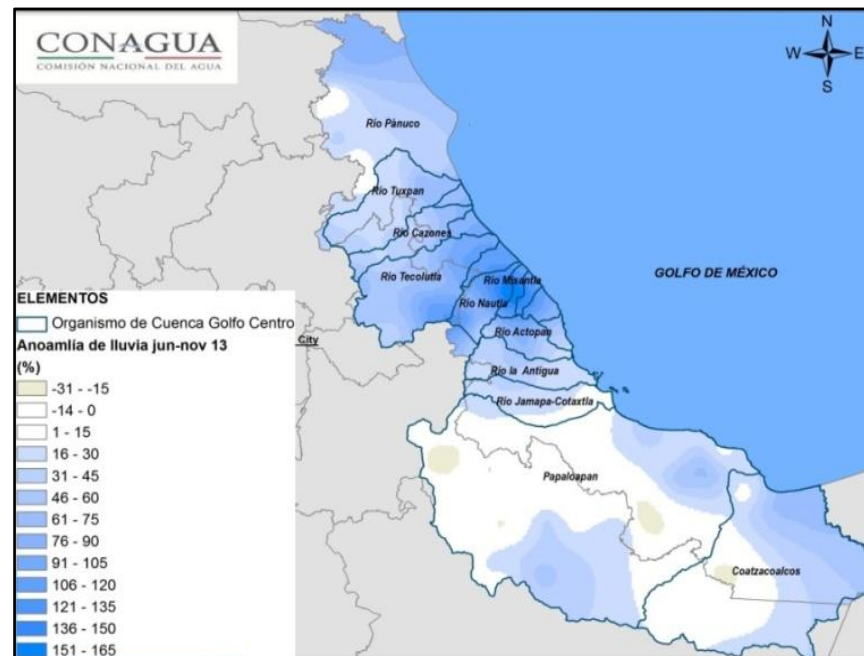 CONAGUA
COMISIÓN NACIONAL DEL AGUA
N
W E
S
Río Pánuco
Río Tuxpan
Río Cazones
Río Tecolutla
Río Mixantla
Río Nautla
GOLFO DE MÉXICO
Río Actopan
Río la Antigua
Río Jamapa-Cotaxtla
Papaloapan
Coatzacoalcos
ELEMENTOS
Organismo de Cuenca Golfo Centro
City
Anoamlía de lluvia jun-nov 13
(%)
-31 - -15
-14 - 0
1 - 15
16 - 30
31 - 45
46 - 60
61 - 75
76 - 90
91 - 105
106 - 120
121 - 135
136 - 150
151 - 165